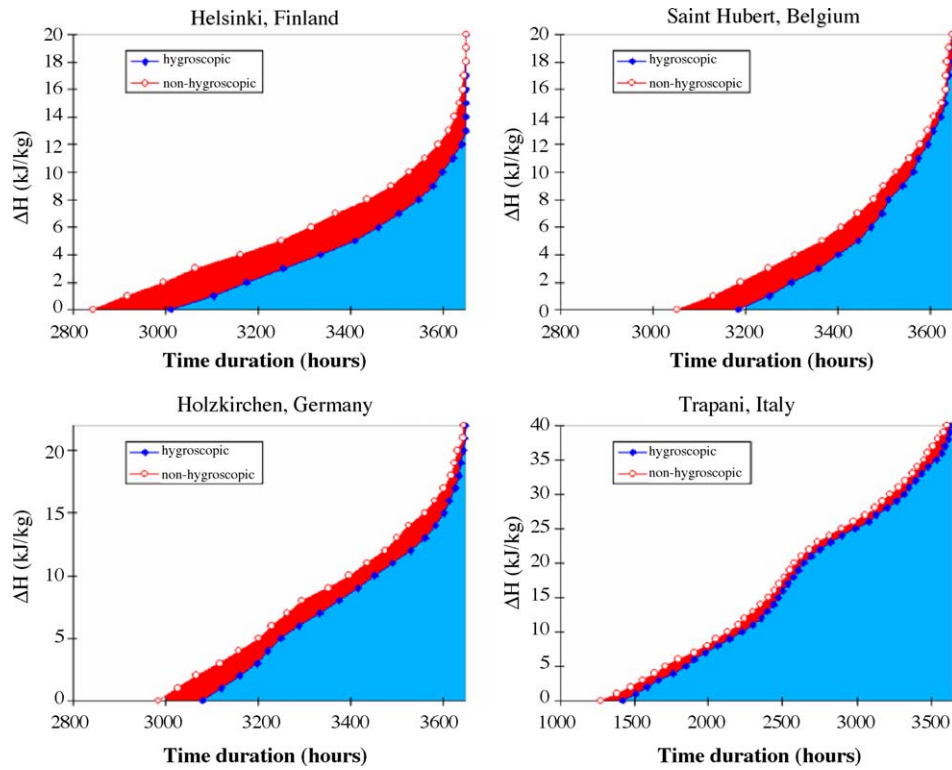 Helsinki, Finland
20
18
16
14
12
10
8
6
4
2
0
ΔH (kJ/kg)
hygroscopic
non-hygroscopic
2800 3000 3200 3400 3600
Time duration (hours)
Saint Hubert, Belgium
20
18
16
14
12
10
8
6
4
2
0
ΔH (kJ/kg)
hygroscopic
non-hygroscopic
2800 3000 3200 3400 3600
Time duration (hours)
Holzkirchen, Germany
20
15
10
5
0
ΔH (kJ/kg)
hygroscopic
non-hygroscopic
2800 3000 3200 3400 3600
Time duration (hours)
Trapani, Italy
40
35
30
25
20
15
10
5
0
ΔH (kJ/kg)
hygroscopic
non-hygroscopic
1000 1500 2000 2500 3000 3500
Time duration (hours)